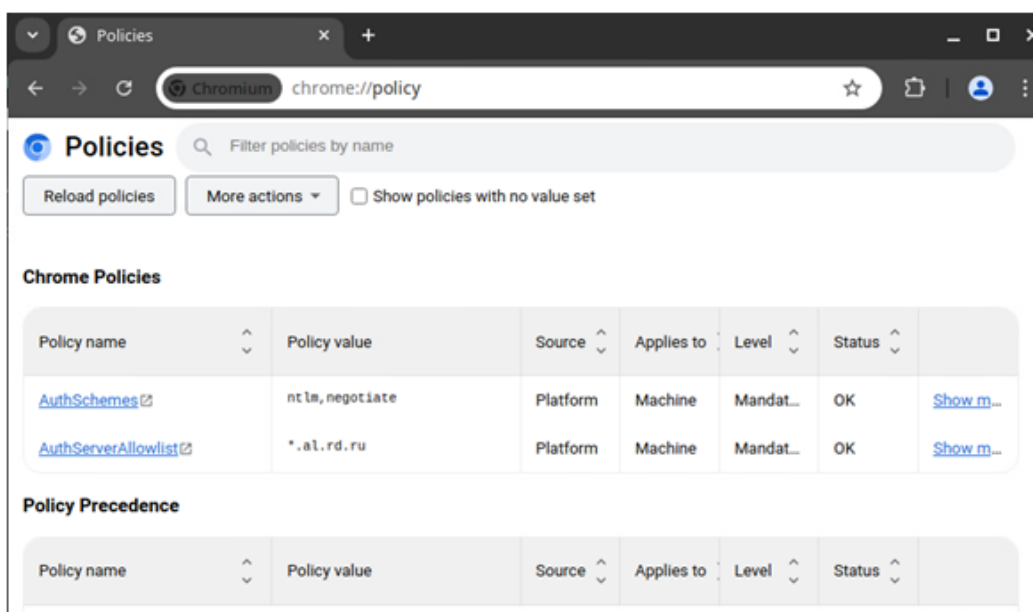 Policies
Chromium chrome://policy
Policies Filter policies by name
Reload policies More actions Show policies with no value set
Chrome Policies
Policy name Policy value Source Applies to Level Status
AuthSchemes ntlm,negotiate Platform Machine Mandat... OK Show m...
AuthServerAllowlist *.al.rd.ru Platform Machine Mandat... OK Show m...
Policy Precedence
Policy name Policy value Source Applies to Level Status